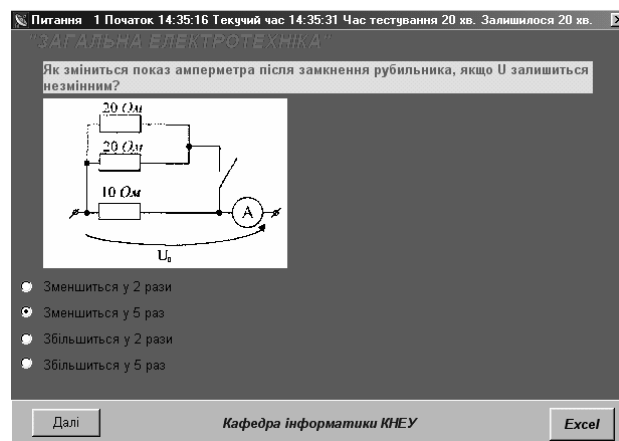 Питання 1 Початок 14:35:16 Текучий час 14:35:31 Час тестування 20 хв. Залишилося 20 хв.
"ЗАГАЛЬНА ЕЛЕКТРОТЕХНІКА"
Як зміниться показ амперметра після замкнення рубильника, якщо U залишиться
незмінним?
20 Ом
20 Ом
10 Ом
A
U₀
Зменшиться у 2 рази
Зменшиться у 5 раз
Збільшиться у 2 рази
Збільшиться у 5 раз
Далі
Кафедра інформатики КНЕУ
Excel